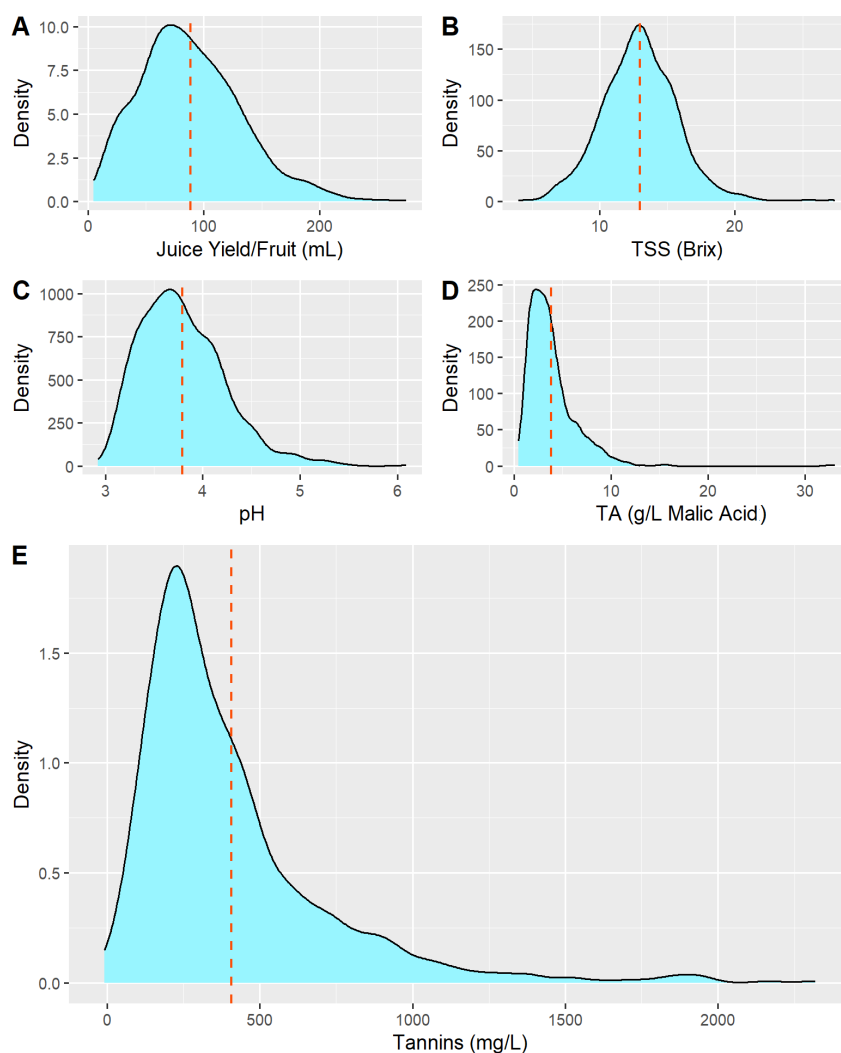 A
Density
10.0
7.5
5.0
2.5
0.0
0 100 200
Juice Yield/Fruit (mL)
B
Density
150
100
50
0
10 20
TSS (Brix)
C
Density
1000
750
500
250
0
3 4 5 6
pH
D
Density
250
200
150
100
50
0
0 10 20 30
TA (g/L Malic Acid)
E
Density
1.5
1.0
0.5
0.0
0 500 1000 1500 2000
Tannins (mg/L)